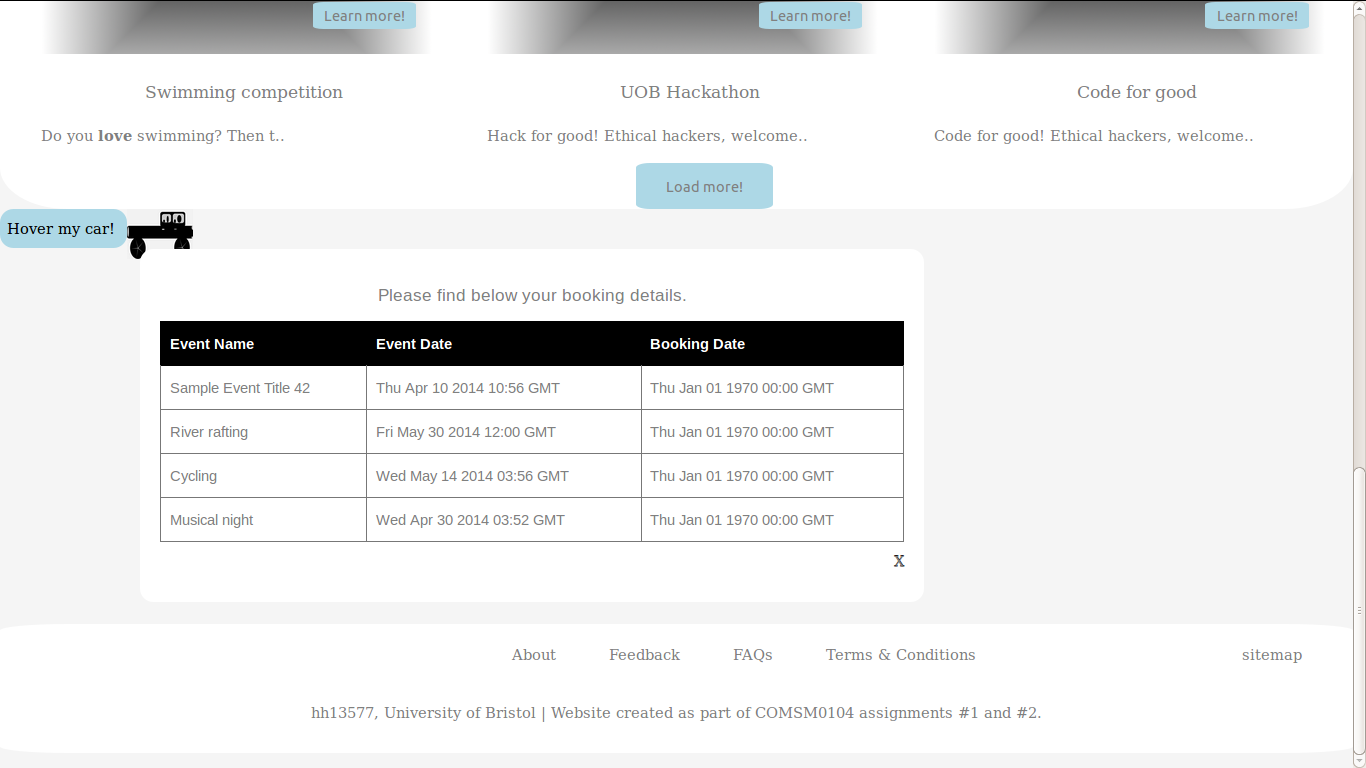 Learn more! Learn more! Learn more!
Swimming competition UOB Hackathon Code for good
Do you love swimming? Then t.. Hack for good! Ethical hackers, welcome.. Code for good! Ethical hackers, welcome..
Load more!
Hover my car!
Please find below your booking details.
Event Name Event Date Booking Date
Sample Event Title 42 Thu Apr 10 2014 10:56 GMT Thu Jan 01 1970 00:00 GMT
River rafting Fri May 30 2014 12:00 GMT Thu Jan 01 1970 00:00 GMT
Cycling Wed May 14 2014 03:56 GMT Thu Jan 01 1970 00:00 GMT
Musical night Wed Apr 30 2014 03:52 GMT Thu Jan 01 1970 00:00 GMT
X
About Feedback FAQs Terms & Conditions sitemap
hh13577, University of Bristol | Website created as part of COMSM0104 assignments #1 and #2.